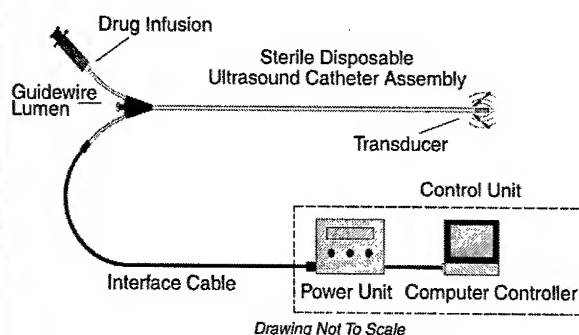 Drug Infusion
Sterile Disposable
Ultrasound Catheter Assembly
Guidewire
Lumen
Transducer
Control Unit
Interface Cable
Power Unit
Computer Controller
Drawing Not To Scale